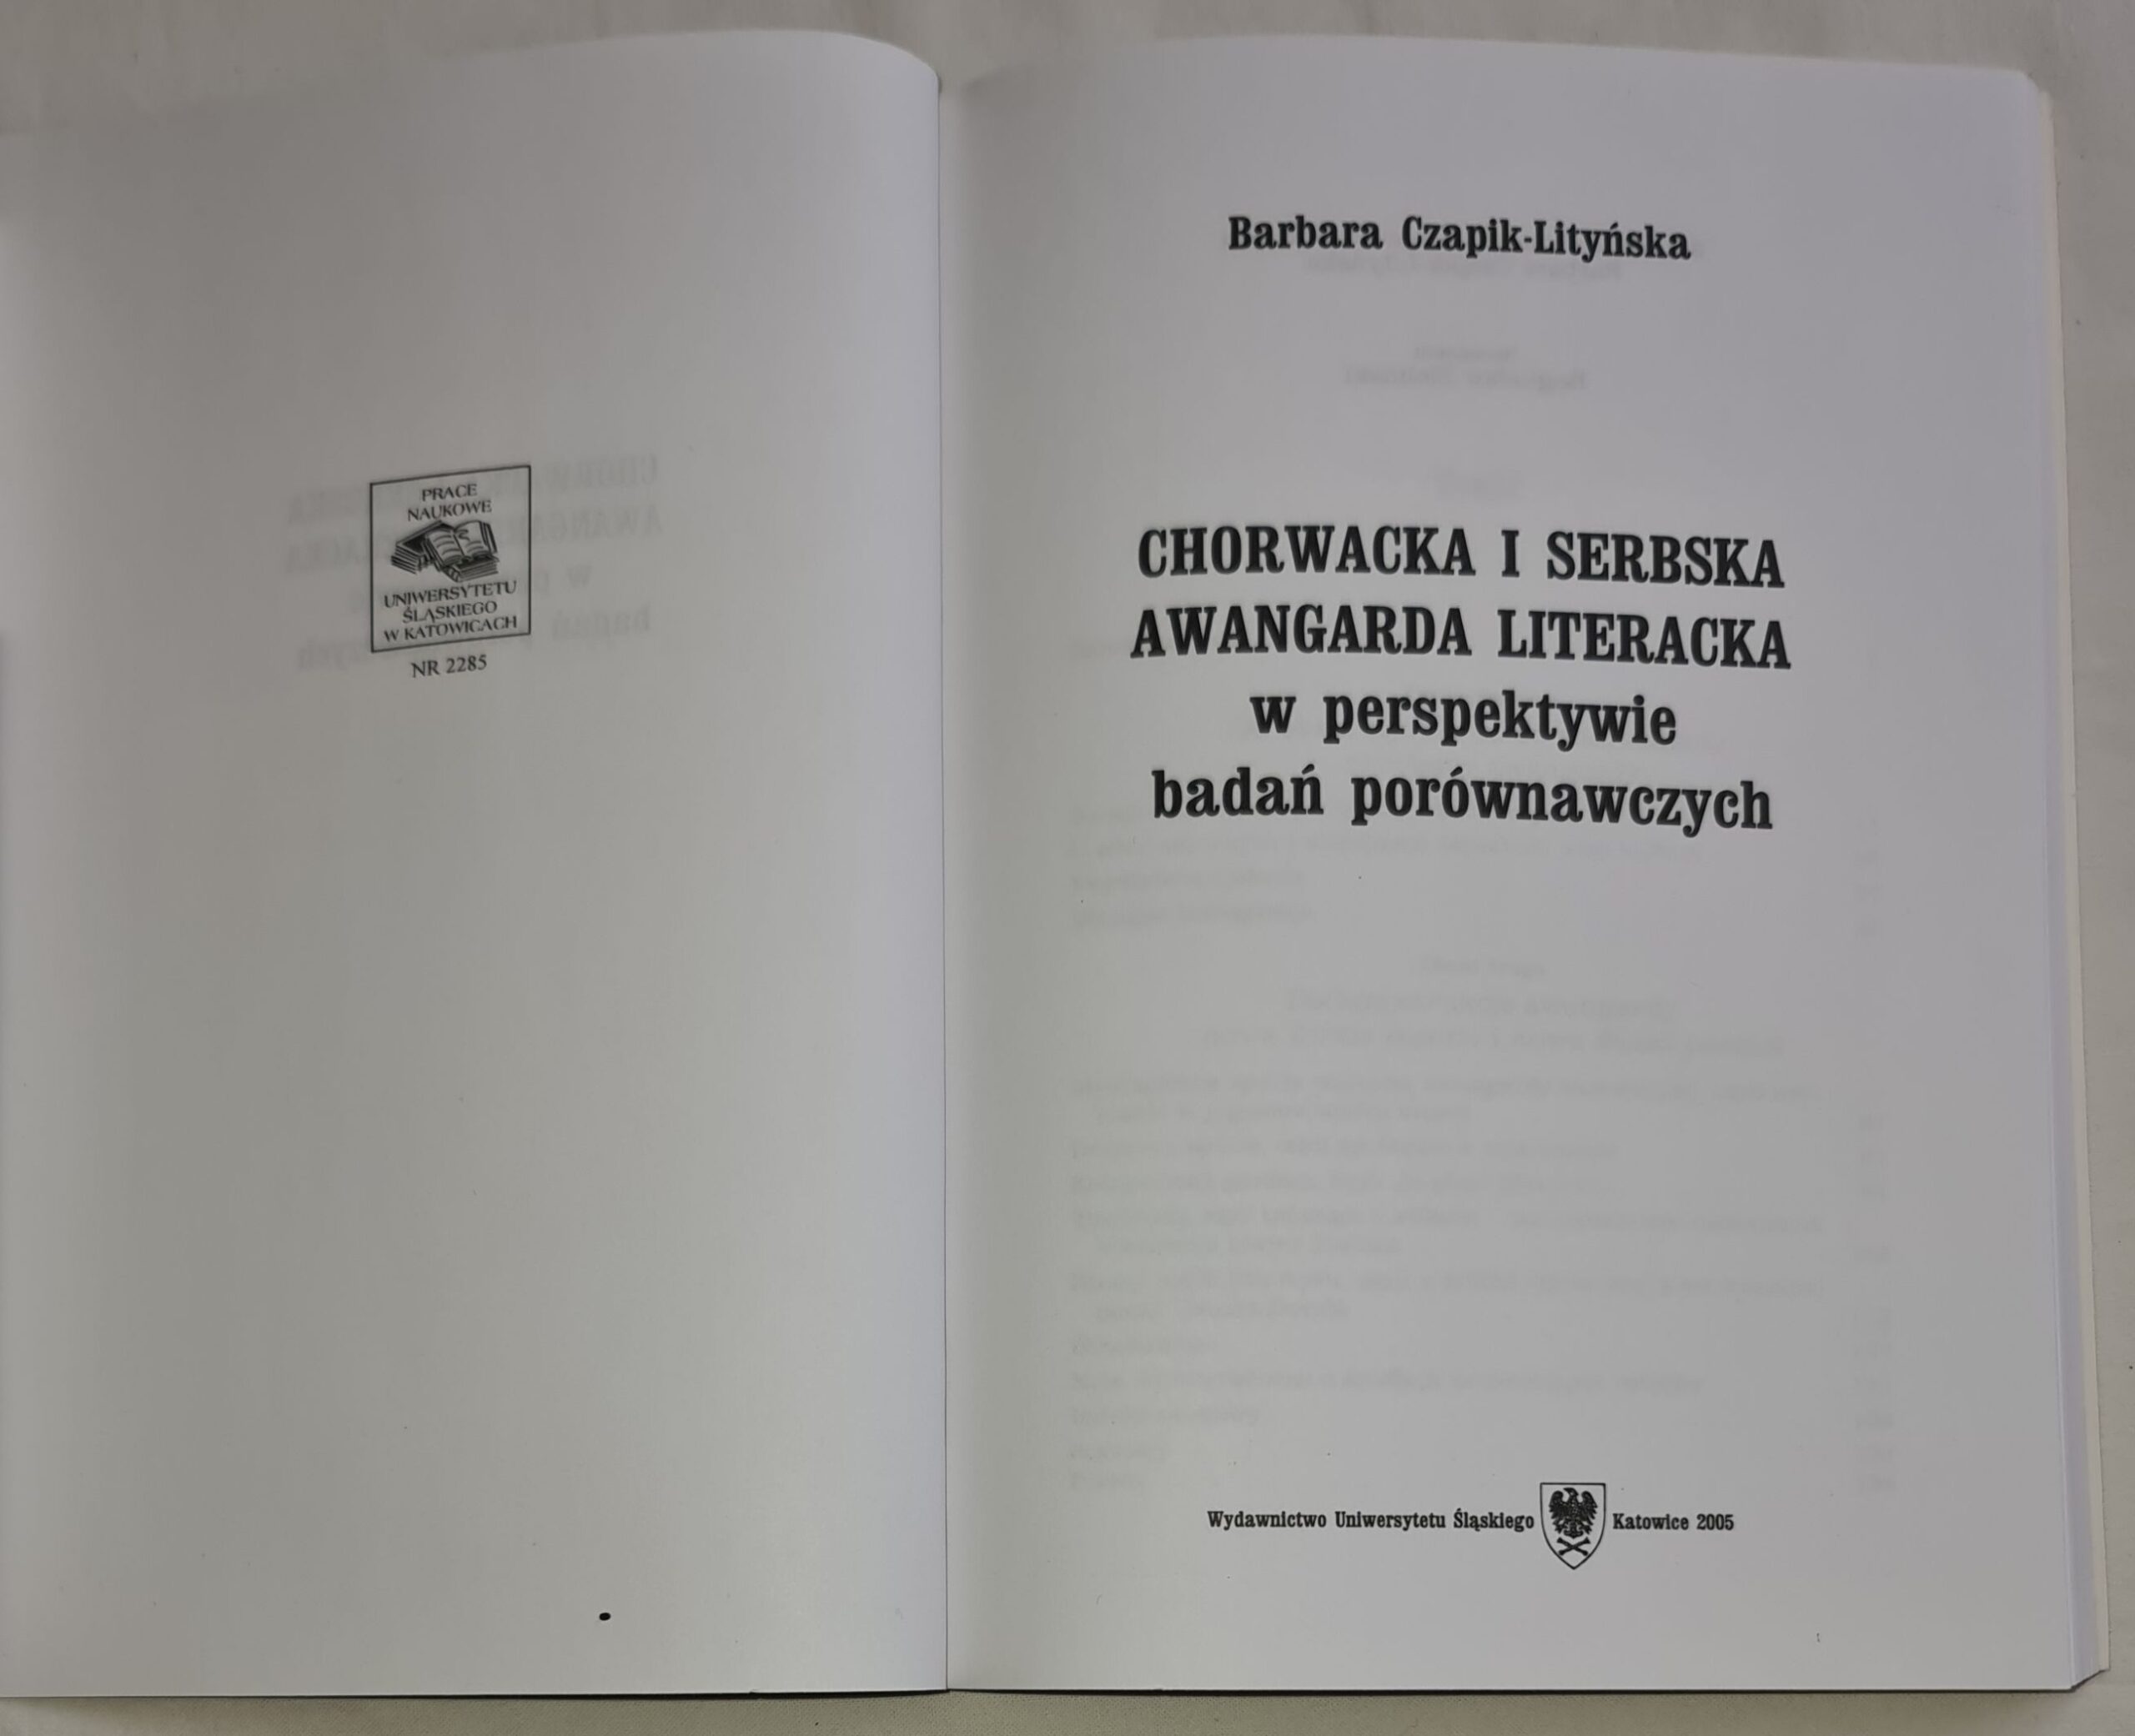 PRACE
NAUKOWE
UNIWERSYTETU
ŚLĄSKIEGO
W KATOWICACH
NR 2285
Barbara Czapik-Lityńska
CHORWACKA I SERBSKA
AWANGARDA LITERACKA
w perspektywie
badań porównawczych
Wydawnictwo Uniwersytetu Śląskiego Katowice 2005